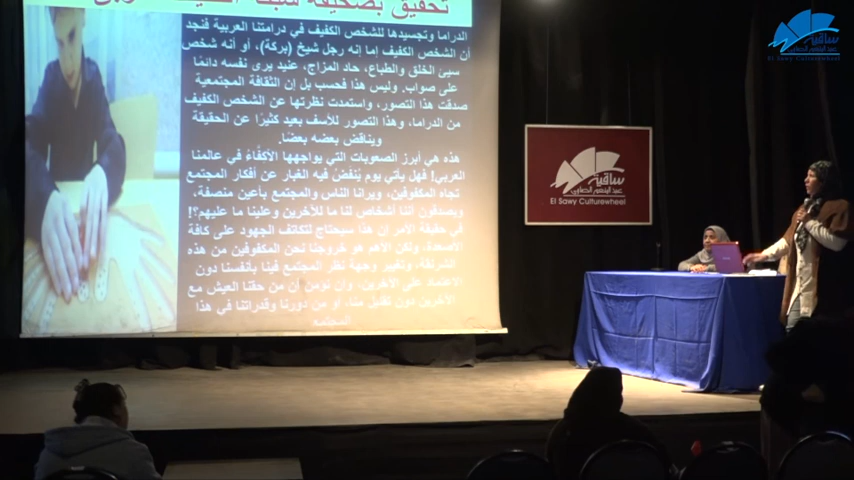 تحقيق بصحيفة
الدراما وتجسيدها للشخص الكفيف في درامتنا العربية فنجد
أن الشخص الكفيف إما إنه رجل شيخ (بركة)، أو أنه شخص
سيئ الخلق والطباع، حاد المزاج، عنيد يرى نفسه دائمًا
على صواب. وليس هذا فحسب بل إن الثقافة المجتمعية
صدقت هذا التصور، واستمدت نظرتها عن الشخص الكفيف
من الدراما، وهذا التصور للأسف بعيد كثيرًا عن الحقيقة
ويناقض بعضه بعضًا.
هذه هي أبرز الصعوبات التي يواجهها الأكفّاءُ في عالمنا
العربي! فهل يأتي يوم يُنفضُ فيه الغبار عن أفكار المجتمع
تجاه المكفوفين، ويرانا الناس والمجتمع بأعين منصفة،
ويصدقون أننا أشخاص لنا ما للآخرين وعلينا ما عليهم؟!
في حقيقة الأمر إن هذا سيحتاج لتكاتف الجهود على كافة
الأصعدة، ولكن الأهم هو خروجنا نحن المكفوفين من هذه
الشرنقة، وتغيير وجهة نظر المجتمع فينا بأنفسنا دون
الاعتماد على الآخرين، وأن نؤمن أن من حقنا العيش مع
الآخرين دون تقليل منا، أو من دورنا وقدراتنا في هذا
المجتمع
ساقية
عبد المنعم الصاوي
El Sawy Culturewheel
ساقية
عبد المنعم الصاوي
El Sawy Culturewheel